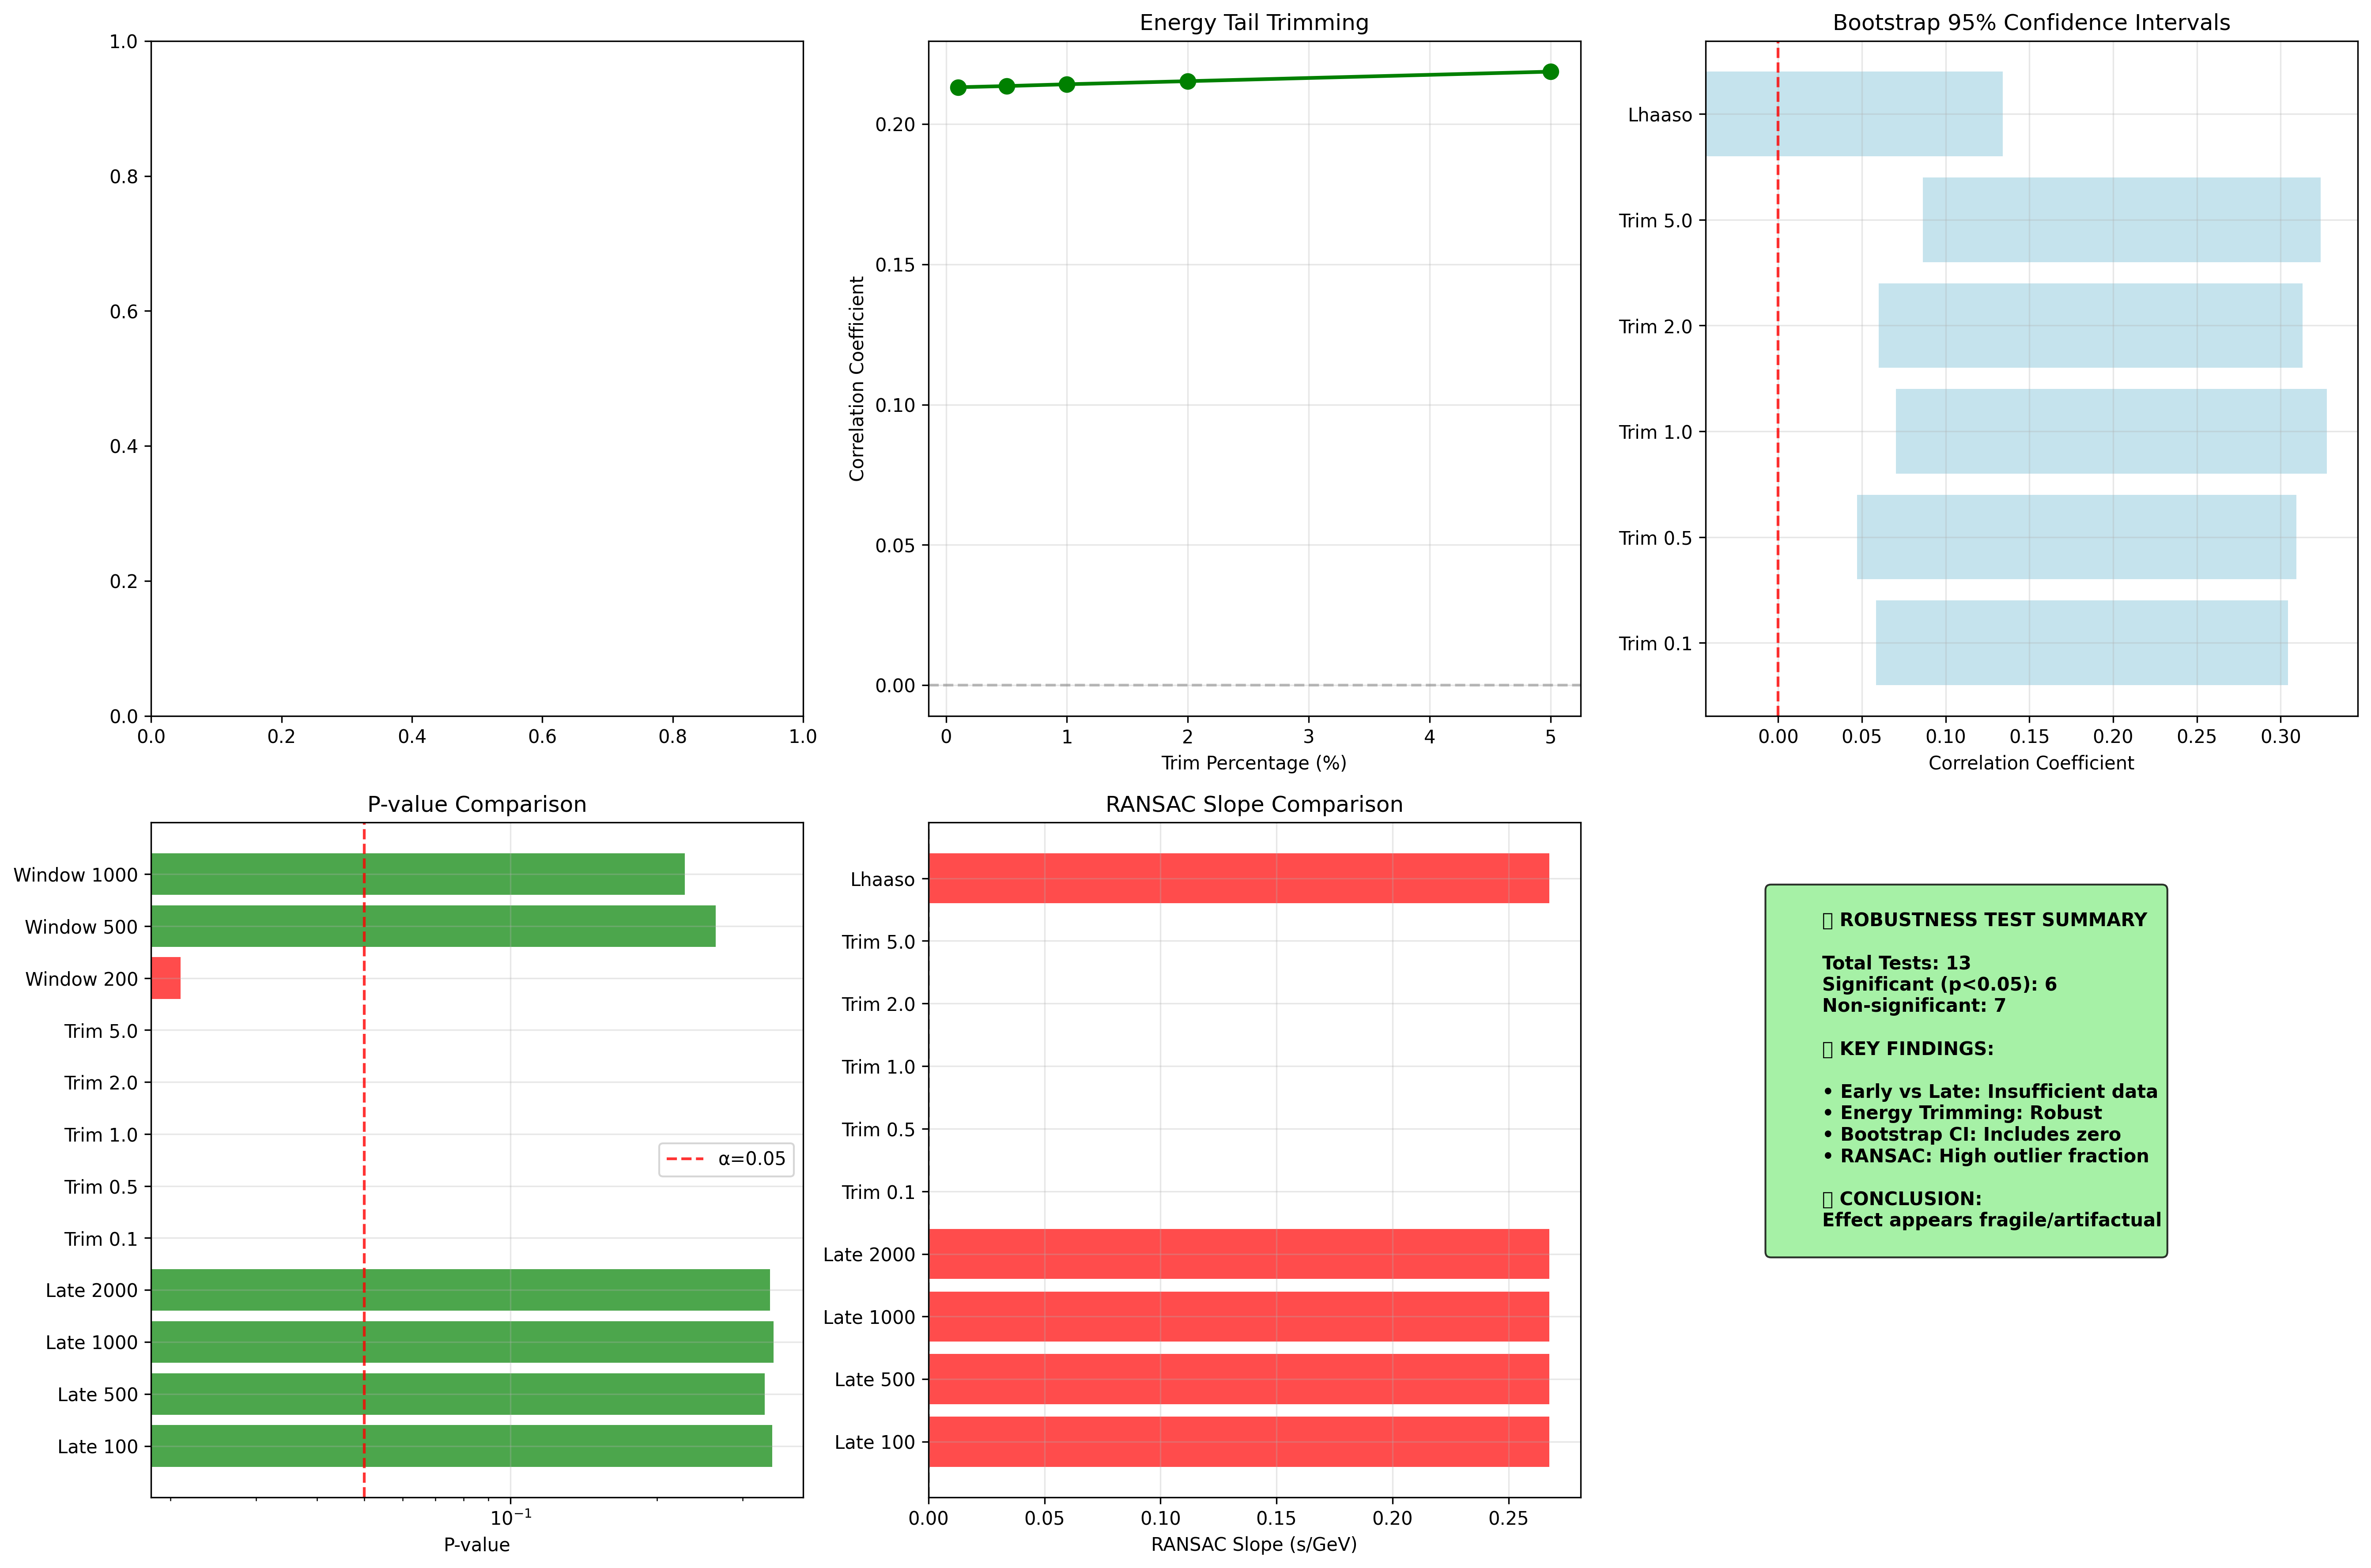 1.0
0.8
0.6
0.4
0.2
0.0
0.0 0.2 0.4 0.6 0.8 1.0
Energy Tail Trimming
Correlation Coefficient
0.20
0.15
0.10
0.05
0.00
0 1 2 3 4 5
Trim Percentage (%)
Bootstrap 95% Confidence Intervals
Lhaaso
Trim 5.0
Trim 2.0
Trim 1.0
Trim 0.5
Trim 0.1
0.00 0.05 0.10 0.15 0.20 0.25 0.30
Correlation Coefficient
P-value Comparison
Window 1000
Window 500
Window 200
Trim 5.0
Trim 2.0
Trim 1.0
Trim 0.5
Trim 0.1
Late 2000
Late 1000
Late 500
Late 100
α=0.05
10⁻¹
P-value
RANSAC Slope Comparison
Lhaaso
Trim 5.0
Trim 2.0
Trim 1.0
Trim 0.5
Trim 0.1
Late 2000
Late 1000
Late 500
Late 100
0.00 0.05 0.10 0.15 0.20 0.25
RANSAC Slope (s/GeV)
ROBUSTNESS TEST SUMMARY
Total Tests: 13
Significant (p<0.05): 6
Non-significant: 7
KEY FINDINGS:
• Early vs Late: Insufficient data
• Energy Trimming: Robust
• Bootstrap CI: Includes zero
• RANSAC: High outlier fraction
CONCLUSION:
Effect appears fragile/artifactual